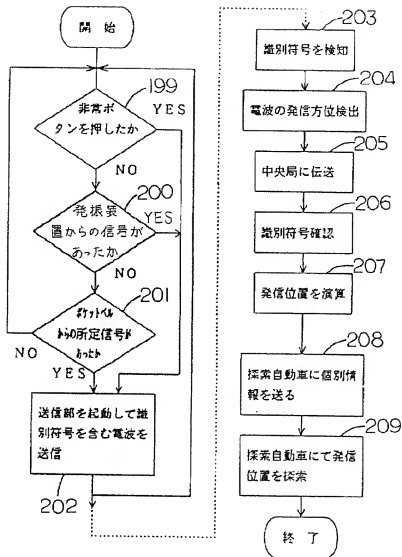 開始
199
非常ボ
タンを押したか
YES
NO
200
発振装
置からの信号が
あったか
YES
NO
201
ポケットベル
からの所定信号が
あったか
NO
YES
送信部を起動して識
別符号を含む電波を
送信
202
203
識別符号を検知
204
電波の発信方位検出
205
中央局に伝送
206
識別符号確認
207
発信位置を演算
208
探索自動車に個別情
報を送る
209
探索自動車にて発信
位置を探索
終了